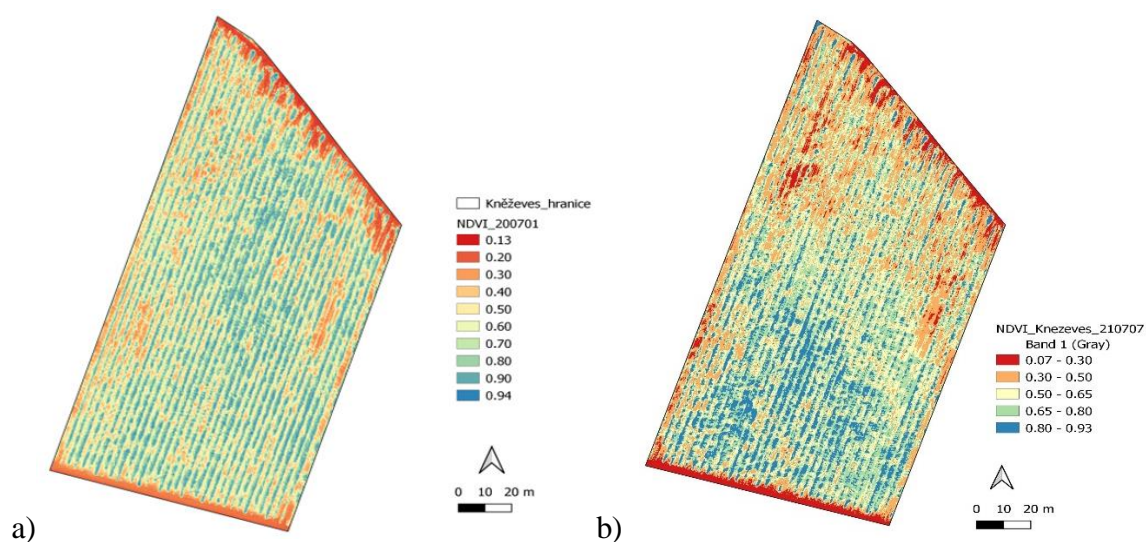 Kněževes_hranice
NDVI_200701
0.13
0.20
0.30
0.40
0.50
0.60
0.70
0.80
0.90
0.94
0 10 20 m
a)
NDVI_Knezeves_210707
Band 1 (Gray)
0.07 - 0.30
0.30 - 0.50
0.50 - 0.65
0.65 - 0.80
0.80 - 0.93
0 10 20 m
b)